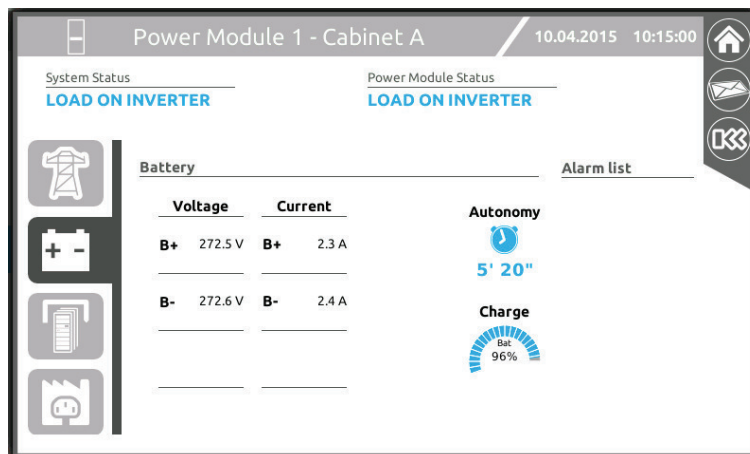 Power Module 1 - Cabinet A
10.04.2015 10:15:00
System Status
LOAD ON INVERTER
Power Module Status
LOAD ON INVERTER
Battery
Alarm list
Voltage Current
B+ 272.5 V B+ 2.3 A
B- 272.6 V B- 2.4 A
Autonomy
5' 20"
Charge
Bat
96%